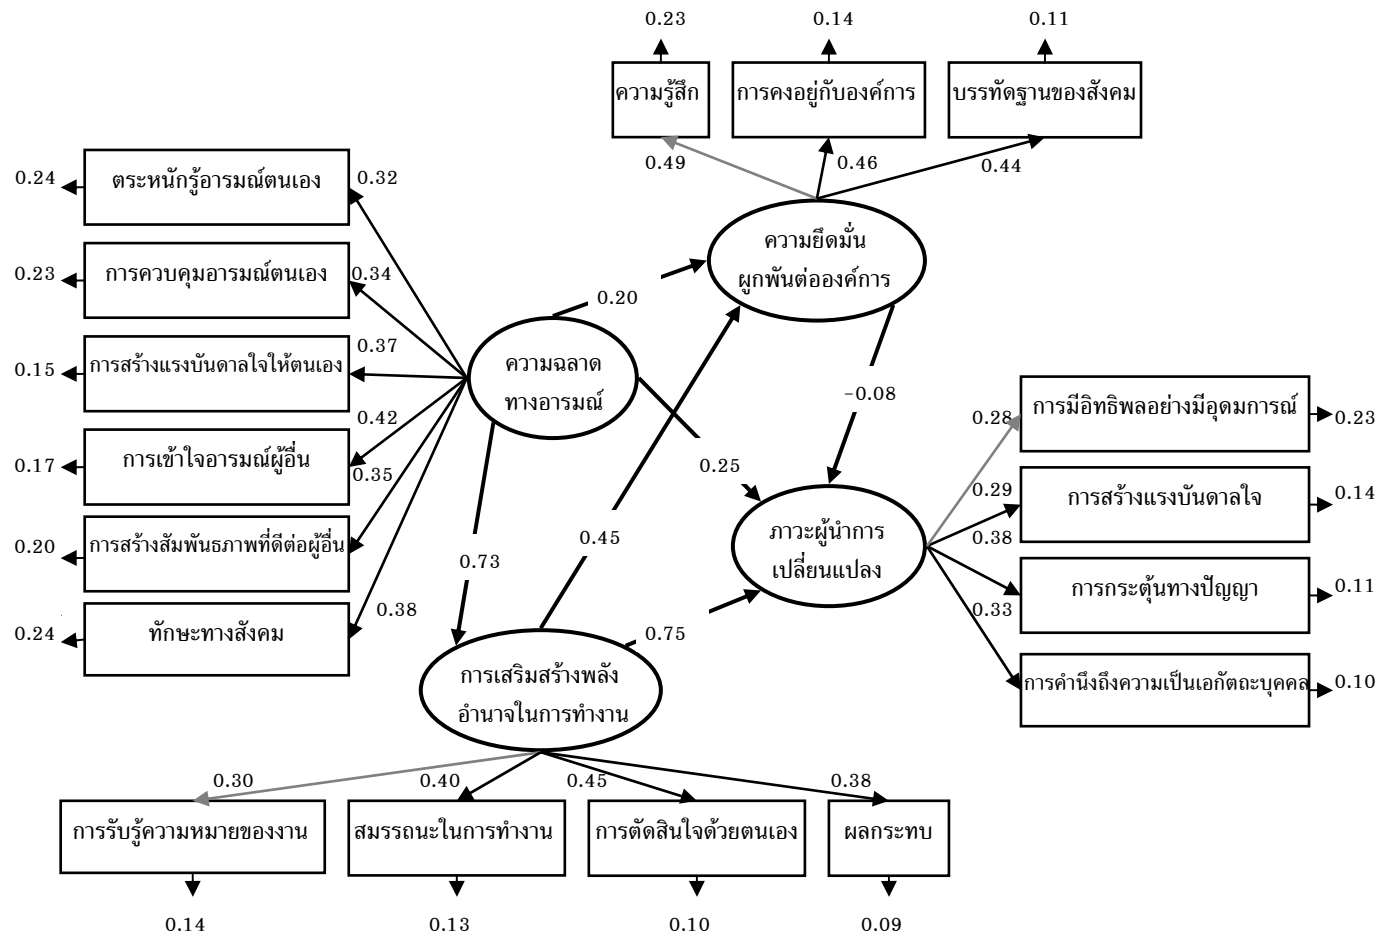 0.23
0.14
0.11
ความรู้สึก
การคงอยู่กับองค์การ
บรรทัดฐานของสังคม
0.49
0.46
0.44
0.24
ตระหนักรู้อารมณ์ตนเอง
0.32
0.23
การควบคุมอารมณ์ตนเอง
0.34
0.15
การสร้างแรงบันดาลใจให้ตนเอง
0.37
0.17
การเข้าใจอารมณ์ผู้อื่น
0.42
0.20
การสร้างสัมพันธภาพที่ดีต่อผู้อื่น
0.35
0.24
ทักษะทางสังคม
0.38
ความยึดมั่น
ผูกพันต่อองค์การ
0.20
ความฉลาด
ทางอารมณ์
-0.08
0.25
0.45
0.73
0.75
ภาวะผู้นำการ
เปลี่ยนแปลง
0.28
การมีอิทธิพลอย่างมีอุดมการณ์
0.23
0.29
การสร้างแรงบันดาลใจ
0.14
0.38
การกระตุ้นทางปัญญา
0.11
0.33
การคำนึงถึงความเป็นเอกัตถะบุคคล
0.10
การเสริมสร้างพลัง
อำนาจในการทำงาน
0.30
0.40
0.45
0.38
การรับรู้ความหมายของงาน
สมรรถนะในการทำงาน
การตัดสินใจด้วยตนเอง
ผลกระทบ
0.14
0.13
0.10
0.09